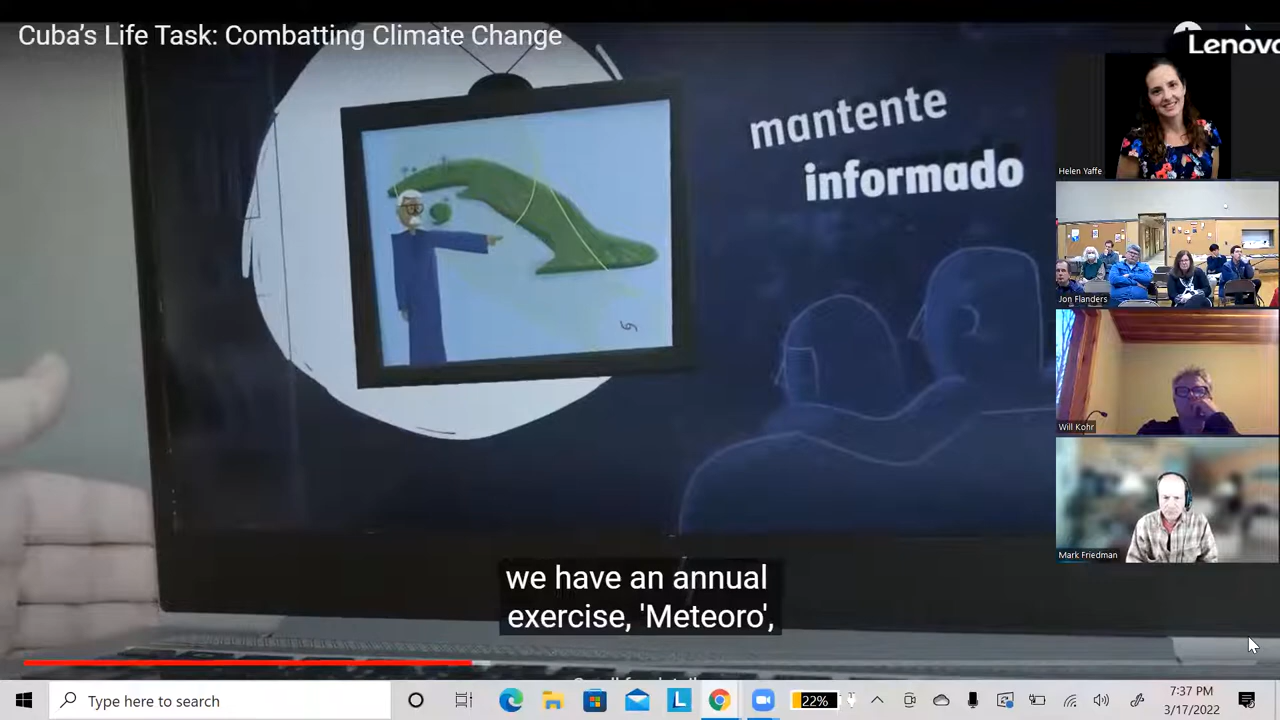 Cuba’s Life Task: Combatting Climate Change
Lenovo
mantente
informado
Helen Yaffe
Jon Flanders
Will Kohr
Mark Friedman
we have an annual
exercise, 'Meteoro',
Type here to search
L
22%
7:37 PM
3/17/2022